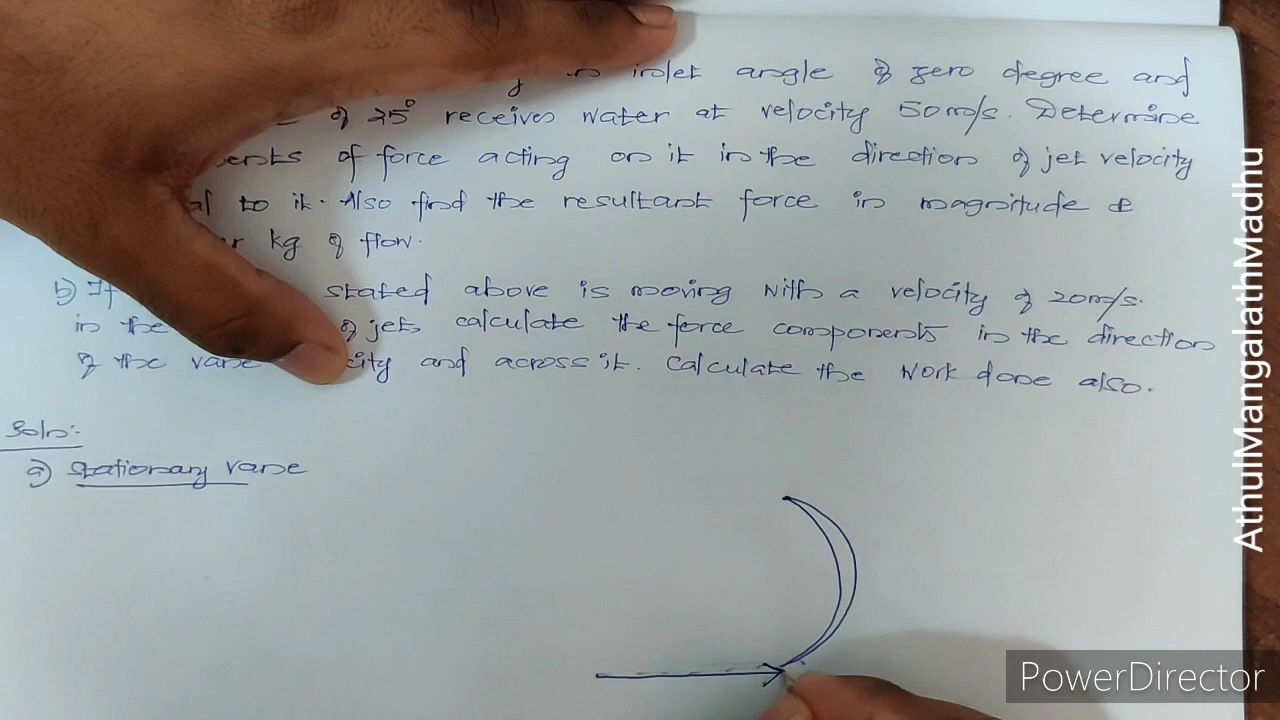 inlet angle of zero degree and
of 25° receives water at velocity 50m/s. Determine
of force acting on it in the direction of jet velocity
to it. Also find the resultant force in magnitude &
kg of flow.
b) If stated above is moving with a velocity of 20m/s.
in the of jet, calculate the force components in the direction
of the vane and across it. Calculate the work done also.
Soln:-
a) stationary vane
AthulMangalathMadhu
PowerDirector